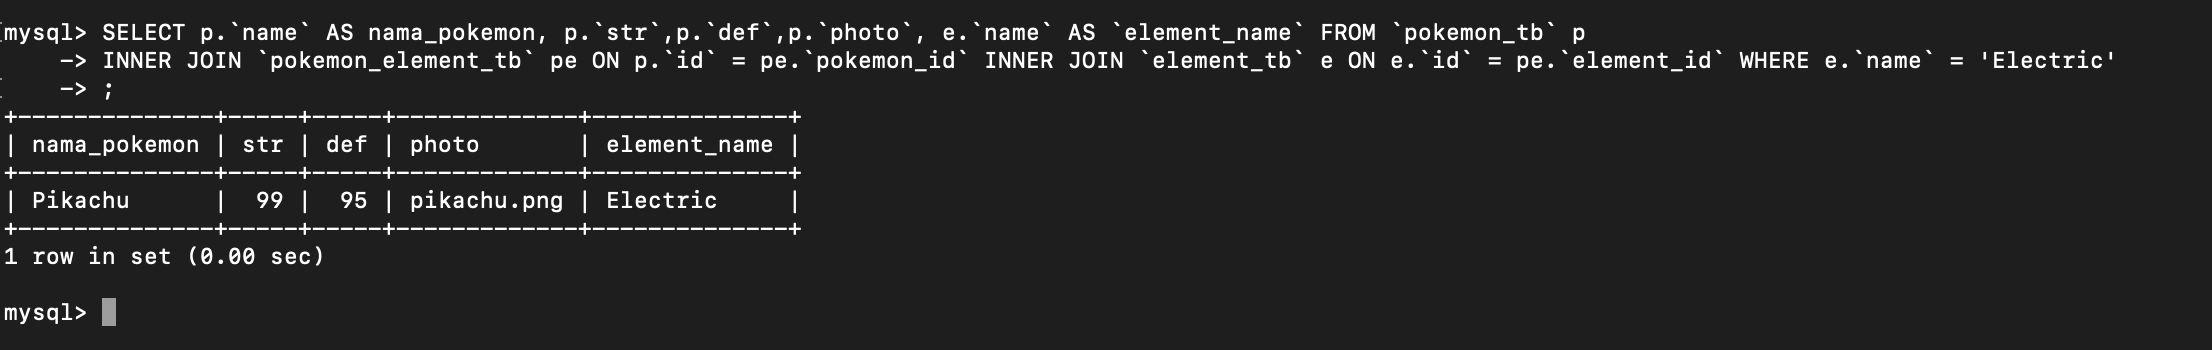 mysql> SELECT p.`name` AS nama_pokemon, p.`str`,p.`def`,p.`photo`, e.`name` AS `element_name` FROM `pokemon_tb` p
    -> INNER JOIN `pokemon_element_tb` pe ON p.`id` = pe.`pokemon_id` INNER JOIN `element_tb` e ON e.`id` = pe.`element_id` WHERE e.`name` = 'Electric'
    -> ;
+--------------+-----+-----+-------------+--------------+
| nama_pokemon | str | def | photo       | element_name |
+--------------+-----+-----+-------------+--------------+
| Pikachu      |  99 |  95 | pikachu.png | Electric     |
+--------------+-----+-----+-------------+--------------+
1 row in set (0.00 sec)
mysql>